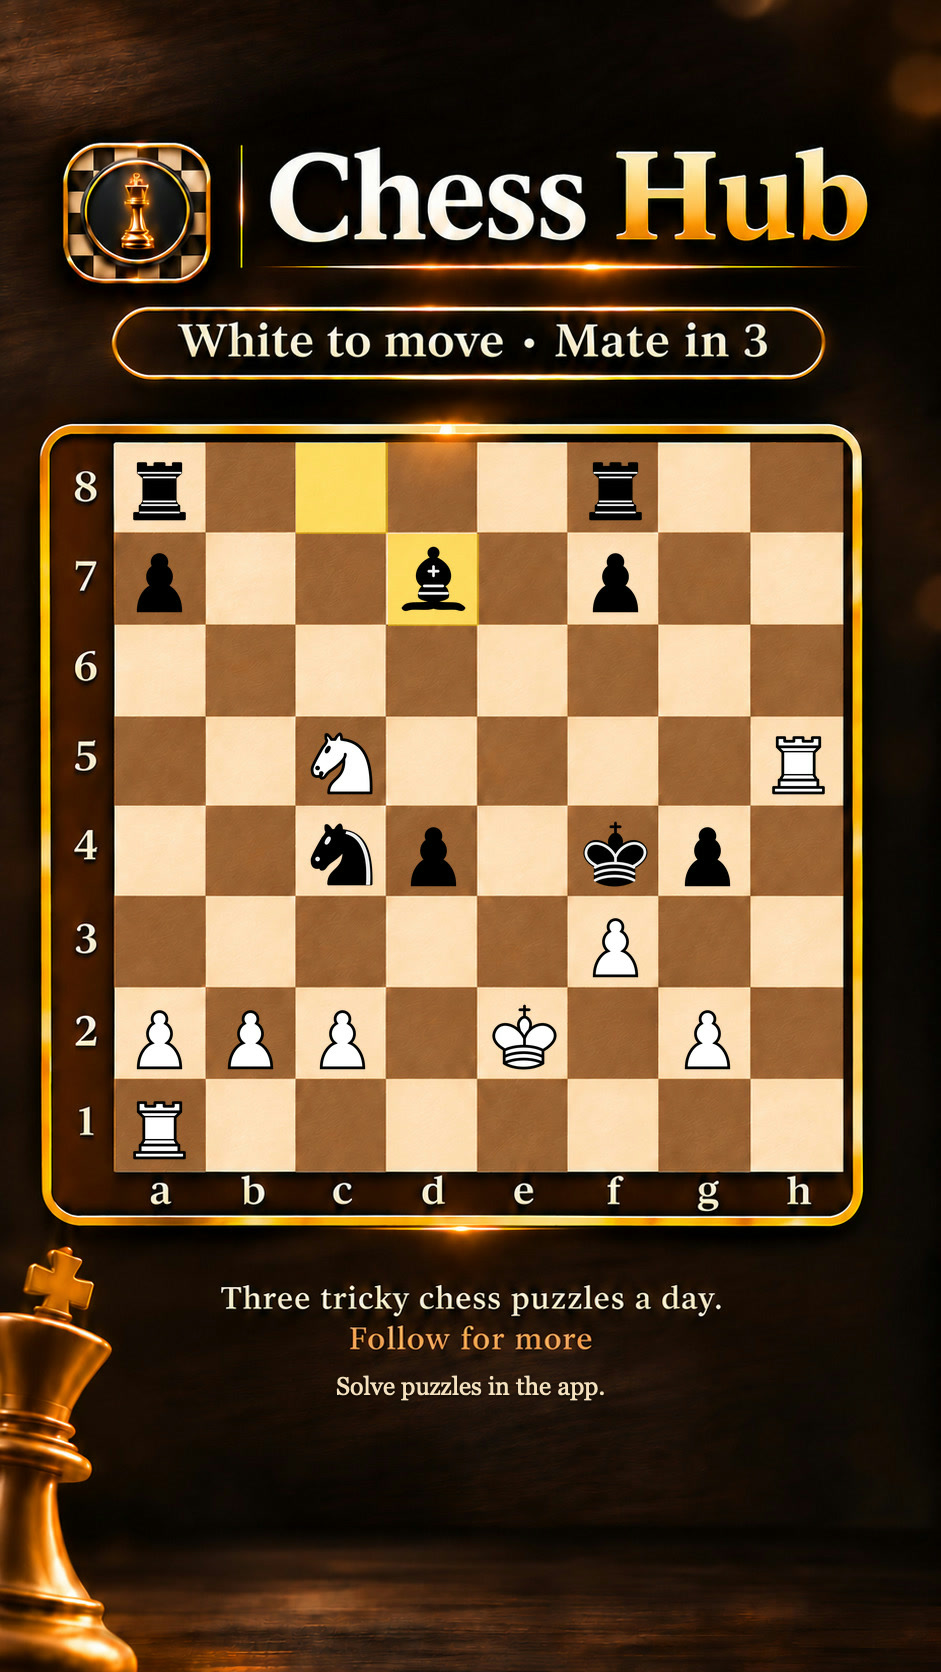 Chess Hub
White to move • Mate in 3
8
7
6
5
4
3
2
1
a b c d e f g h
Three tricky chess puzzles a day.
Follow for more
Solve puzzles in the app.